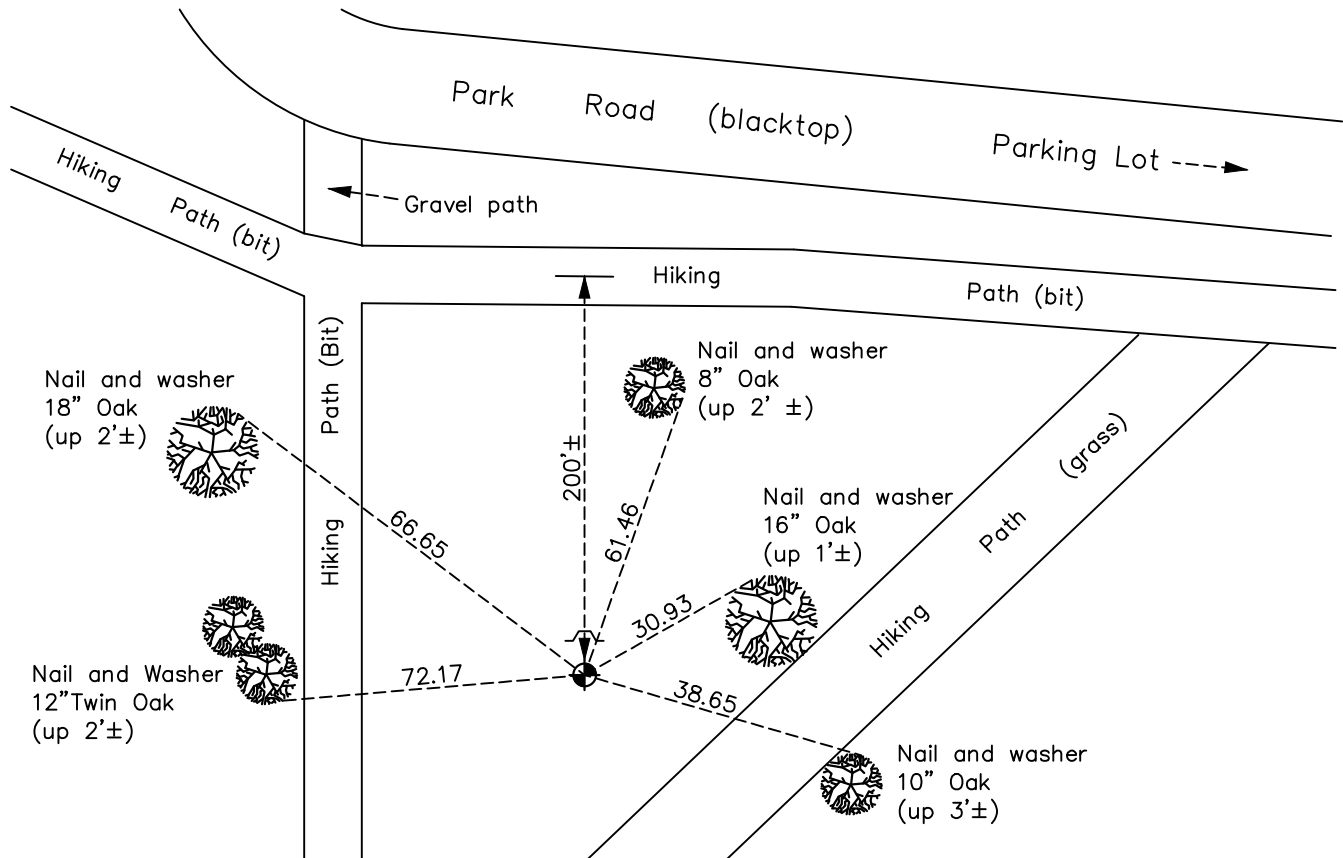 Park Road (blacktop)
Parking Lot
Hiking Path (bit)
Gravel path
Hiking Path (bit)
Hiking Path (Bit)
Nail and washer
8" Oak
(up 2' ±)
Nail and washer
18" Oak
(up 2'±)
200'±
66.65
61.46
Nail and washer
16" Oak
(up 1'±)
Hiking Path (grass)
30.93
72.17
38.65
Nail and Washer
12"Twin Oak
(up 2'±)
Nail and washer
10" Oak
(up 3'±)